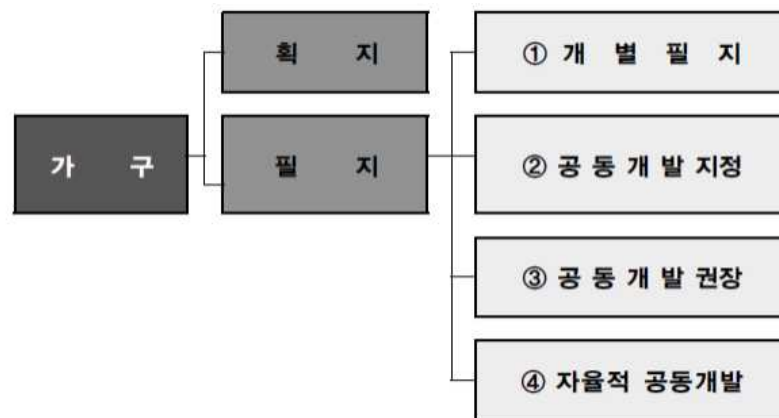 획 지
① 개 별 필 지
가 구
필 지
② 공 동 개 발 지정
③ 공 동 개 발 권장
④ 자율적 공동개발